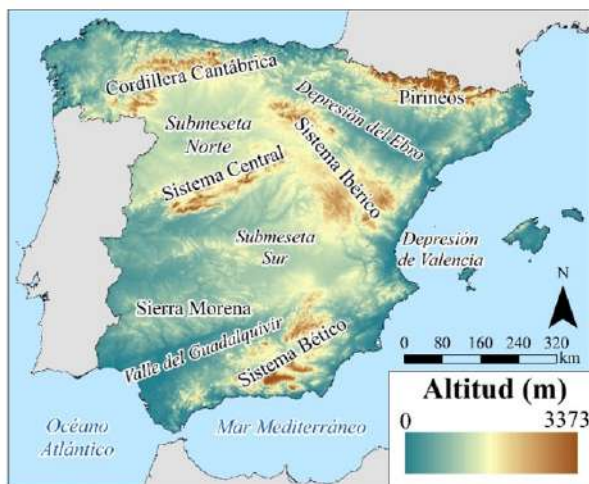 Cordillera Cantábrica
Pirineos
Depresión del Ebro
Submeseta
Norte
Sistema Ibérico
Sistema Central
Submeseta
Sur
Depresión
de Valencia
N
Sierra Morena
Valle del Guadalquivir
Sistema Bético
0 80 160 240 320
km
Altitud (m)
0 3373
Océano
Atlántico
Mar Mediterráneo